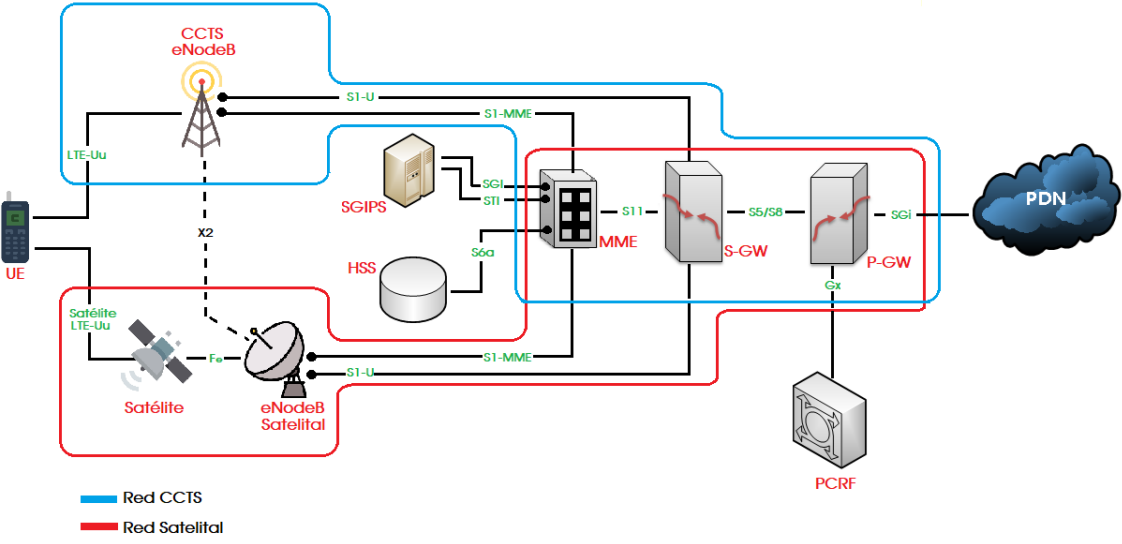 CCTS
eNodeB
S1-U
S1-MME
LTE-Uu
SGIPS
SGI
STI
MME
S11
S-GW
S5/S8
P-GW
SGi
PDN
UE
X2
HSS
S6a
Gx
Satélite
LTE-Uu
Fe
Satélite
eNodeB
Satelital
S1-MME
S1-U
PCRF
Red CCTS
Red Satelital